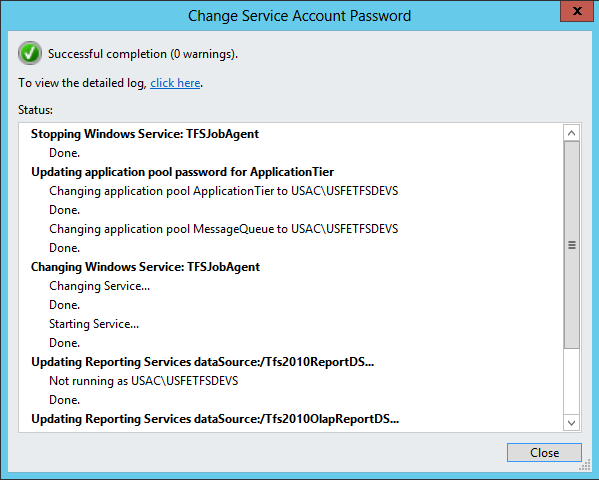 Change Service Account Password
x
Successful completion (0 warnings).
To view the detailed log, click here.
Status:
Stopping Windows Service: TFSJobAgent
Done.
Updating application pool password for ApplicationTier
Changing application pool ApplicationTier to USAC\USFETFSDEVS
Done.
Changing application pool MessageQueue to USAC\USFETFSDEVS
Done.
Changing Windows Service: TFSJobAgent
Changing Service...
Done.
Starting Service...
Done.
Updating Reporting Services dataSource:/Tfs2010ReportDS...
Not running as USAC\USFETFSDEVS
Done.
Updating Reporting Services dataSource:/Tfs2010OlapReportDS...
Close